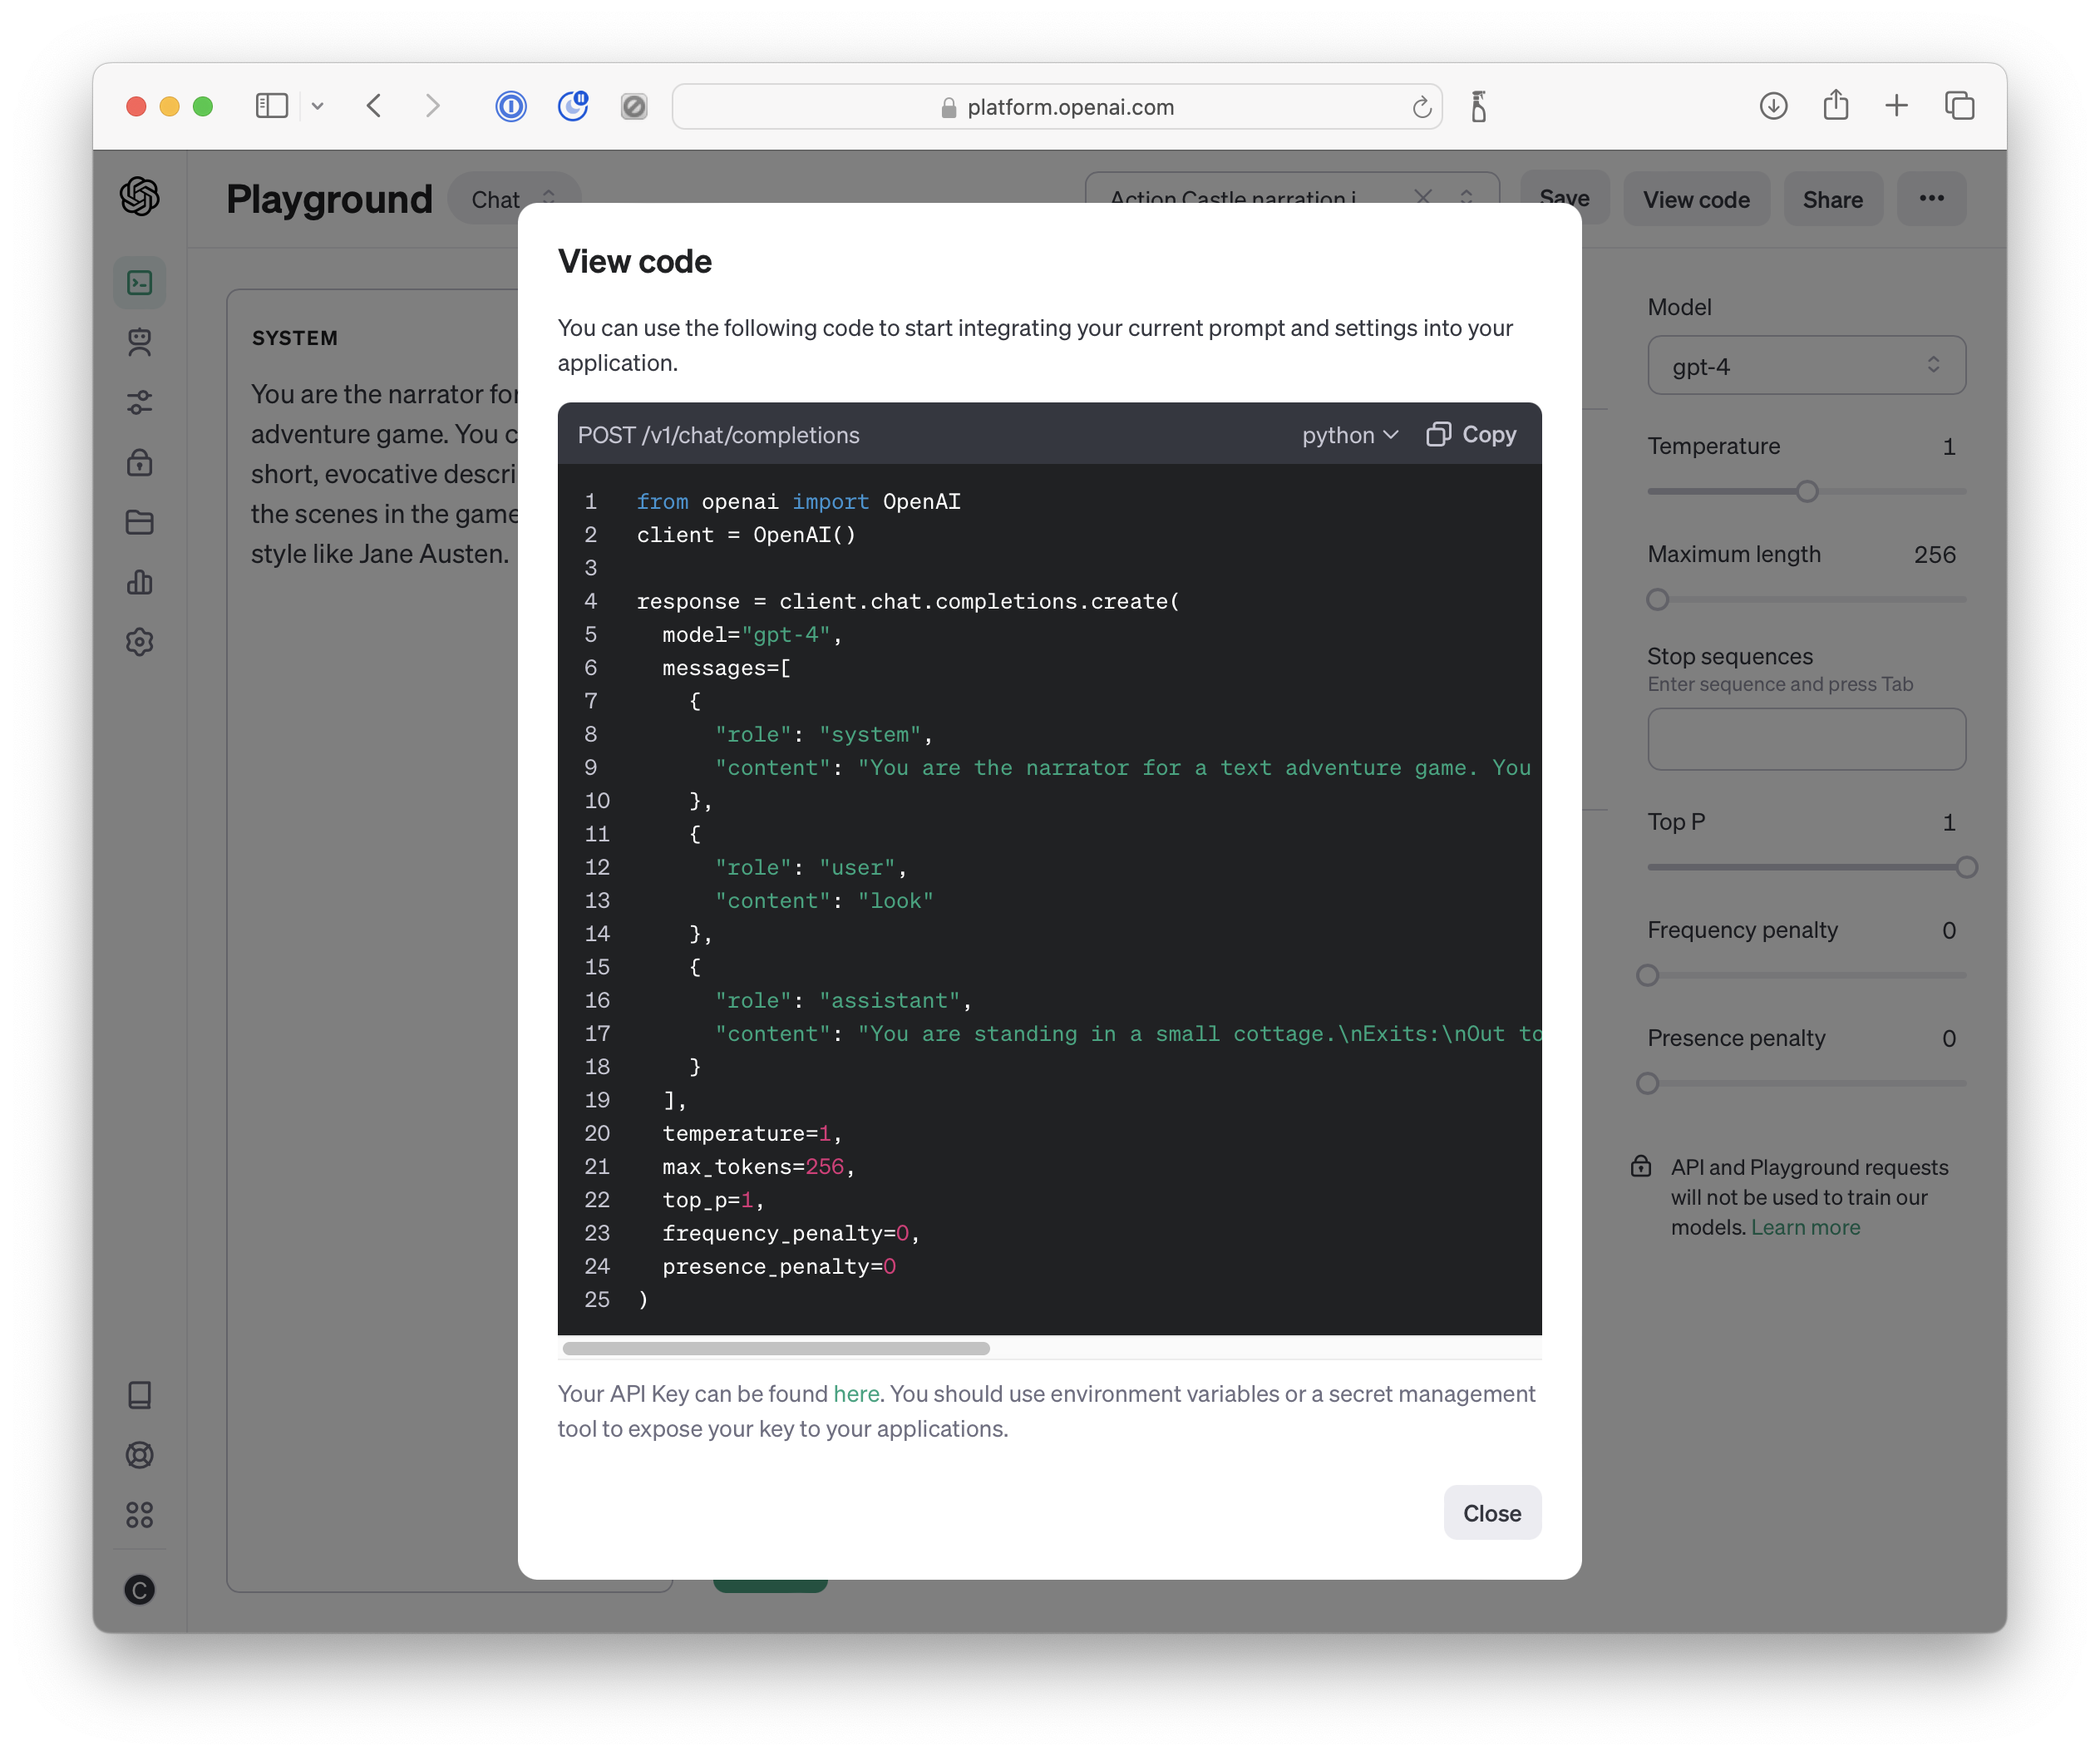 platform.openai.com
Playground
Chat
Action Castle narration i
Save
View code
Share
SYSTEM
You are the narrator for
adventure game. You c
short, evocative descri
the scenes in the game
style like Jane Austen.
View code
You can use the following code to start integrating your current prompt and settings into your
application.
POST /v1/chat/completions
python
Copy
1 from openai import OpenAI
2 client = OpenAI()
3
4 response = client.chat.completions.create(
5 model="gpt-4",
6 messages=[
7 {
8 "role": "system",
9 "content": "You are the narrator for a text adventure game. You
10 },
11 {
12 "role": "user",
13 "content": "look"
14 },
15 {
16 "role": "assistant",
17 "content": "You are standing in a small cottage.\nExits:\nOut to
18 }
19 ],
20 temperature=1,
21 max_tokens=256,
22 top_p=1,
23 frequency_penalty=0,
24 presence_penalty=0
25 )
Your API Key can be found here. You should use environment variables or a secret management
tool to expose your key to your applications.
Close
Model
gpt-4
Temperature 1
Maximum length 256
Stop sequences
Enter sequence and press Tab
Top P 1
Frequency penalty 0
Presence penalty 0
API and Playground requests
will not be used to train our
models. Learn more
C